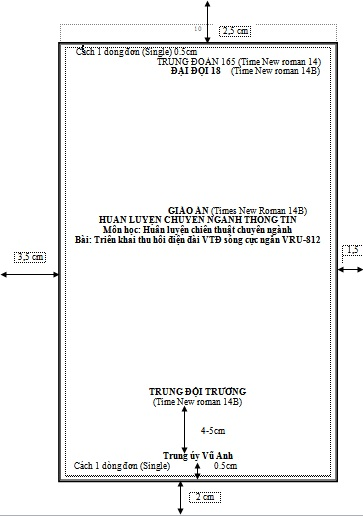 10
2,5 cm
Cách 1 dòng đơn (Single) 0.5cm
TRUNG ĐOÀN 165 (Time New roman 14)
ĐẠI ĐỘI 18 (Time New roman 14B)
GIÁO ÁN (Times New Roman 14B)
HUẤN LUYỆN CHUYÊN NGÀNH THÔNG TIN
Môn học: Huấn luyện chiến thuật chuyên ngành
Bài: Triển khai thu hồi điện đài VTĐ sóng cực ngắn VRU-812
1,5
3,5 cm
TRUNG ĐỘI TRƯỞNG
(Time New roman 14B)
4-5cm
Trung úy Vũ Anh
Cách 1 dòng đơn (Single) 0.5cm
2 cm